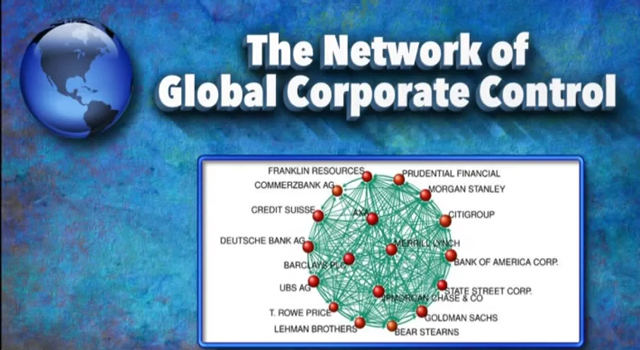 The Network of
Global Corporate Control
FRANKLIN RESOURCES
PRUDENTIAL FINANCIAL
COMMERZBANK AG
MORGAN STANLEY
CREDIT SUISSE
AXA
CITIGROUP
DEUTSCHE BANK AG
MERRILL LYNCH
BARCLAYS PLC
BANK OF AMERICA CORP.
UBS AG
STATE STREET CORP.
JPMORGAN CHASE & CO
T. ROWE PRICE
GOLDMAN SACHS
LEHMAN BROTHERS
BEAR STEARNS